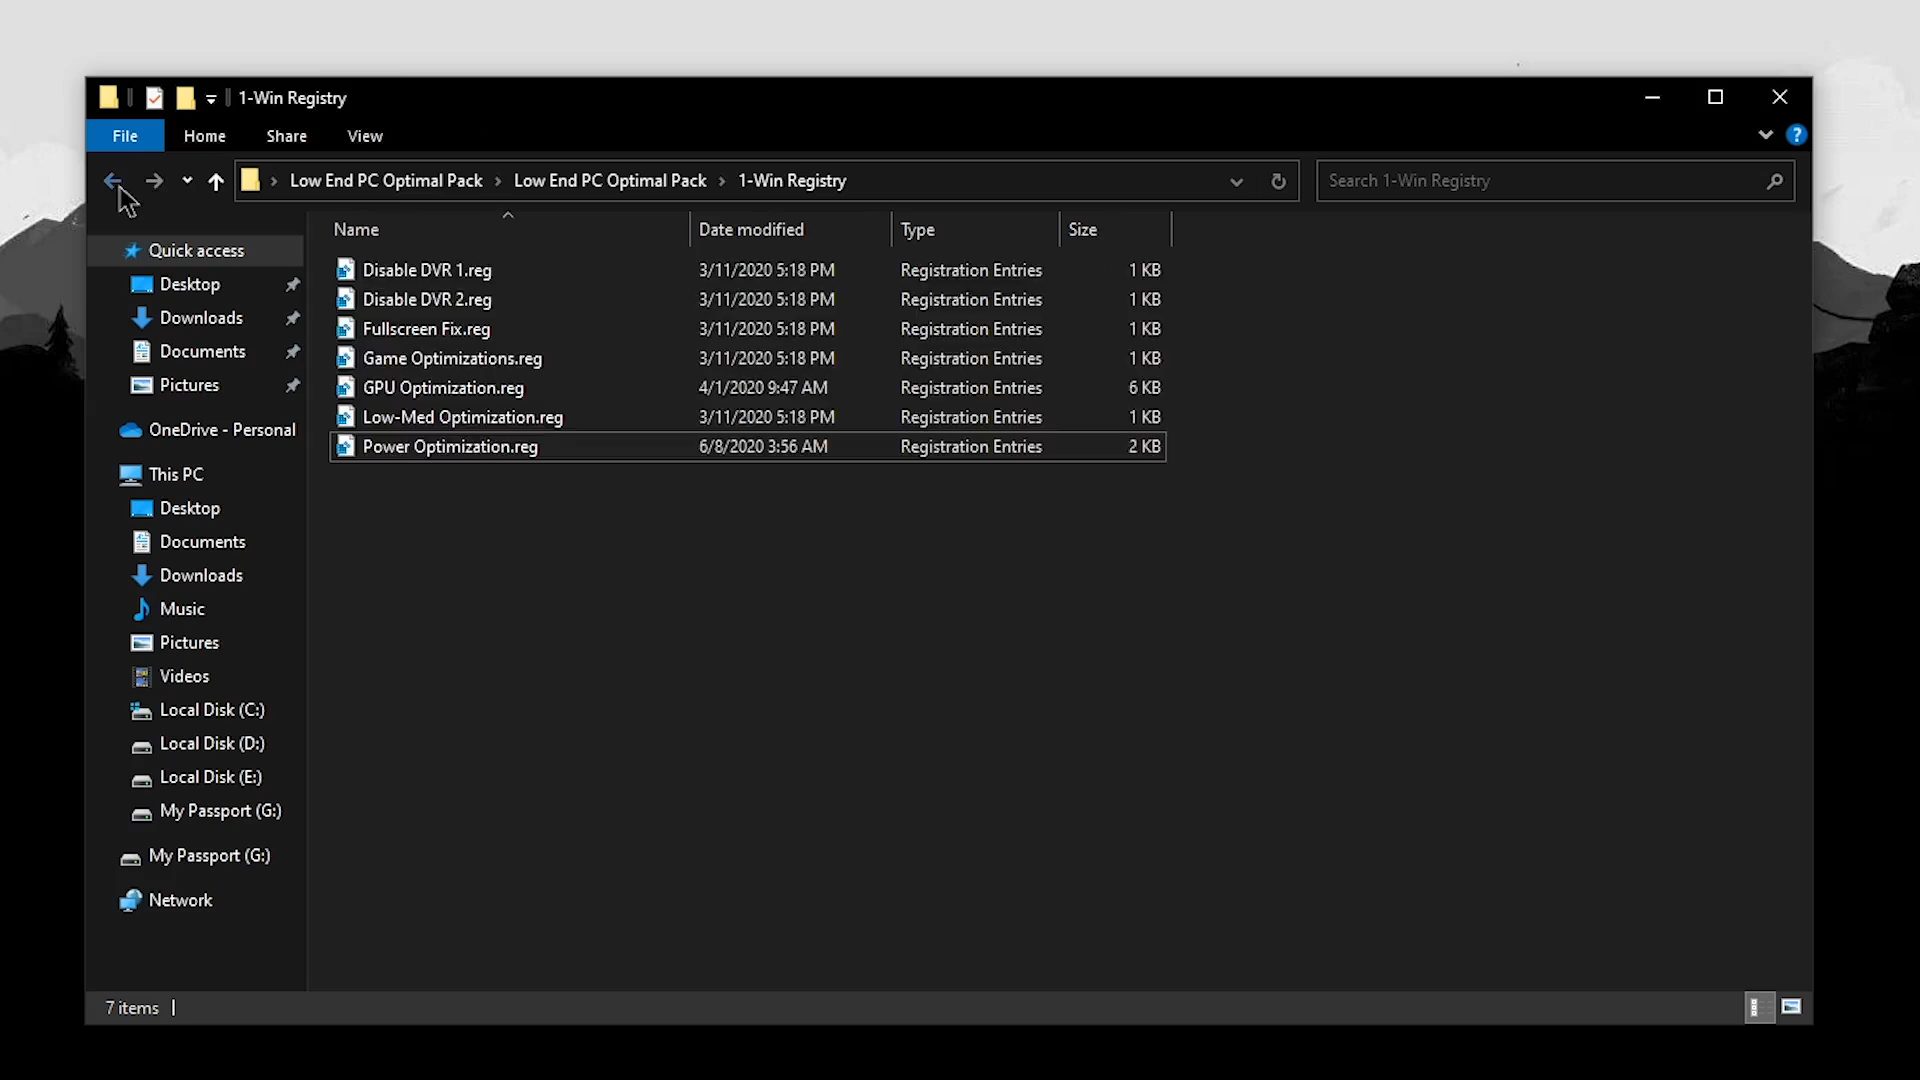 1-Win Registry
File Home Share View
Low End PC Optimal Pack Low End PC Optimal Pack 1-Win Registry
Search 1-Win Registry
Name Date modified Type Size
Disable DVR 1.reg 3/11/2020 5:18 PM Registration Entries 1 KB
Disable DVR 2.reg 3/11/2020 5:18 PM Registration Entries 1 KB
Fullscreen Fix.reg 3/11/2020 5:18 PM Registration Entries 1 KB
Game Optimizations.reg 3/11/2020 5:18 PM Registration Entries 1 KB
GPU Optimization.reg 4/1/2020 9:47 AM Registration Entries 6 KB
Low-Med Optimization.reg 3/11/2020 5:18 PM Registration Entries 1 KB
Power Optimization.reg 6/8/2020 3:56 AM Registration Entries 2 KB
Quick access
Desktop
Downloads
Documents
Pictures
OneDrive - Personal
This PC
Desktop
Documents
Downloads
Music
Pictures
Videos
Local Disk (C:)
Local Disk (D:)
Local Disk (E:)
My Passport (G:)
My Passport (G:)
Network
7 items